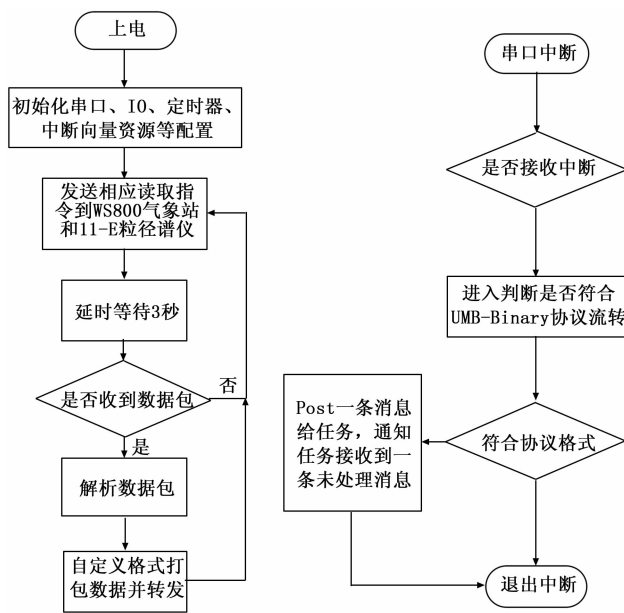 上电
初始化串口、IO、定时器、
中断向量资源等配置
发送相应读取指
令到WS800气象站
和11-E粒径谱仪
延时等待3秒
是否收到数据包
否
是
解析数据包
自定义格式打
包数据并转发
串口中断
是否接收中断
进入判断是否符合
UMB-Binary协议流转
符合协议格式
Post一条消息
给任务，通知
任务接收到一
条未处理消息
退出中断